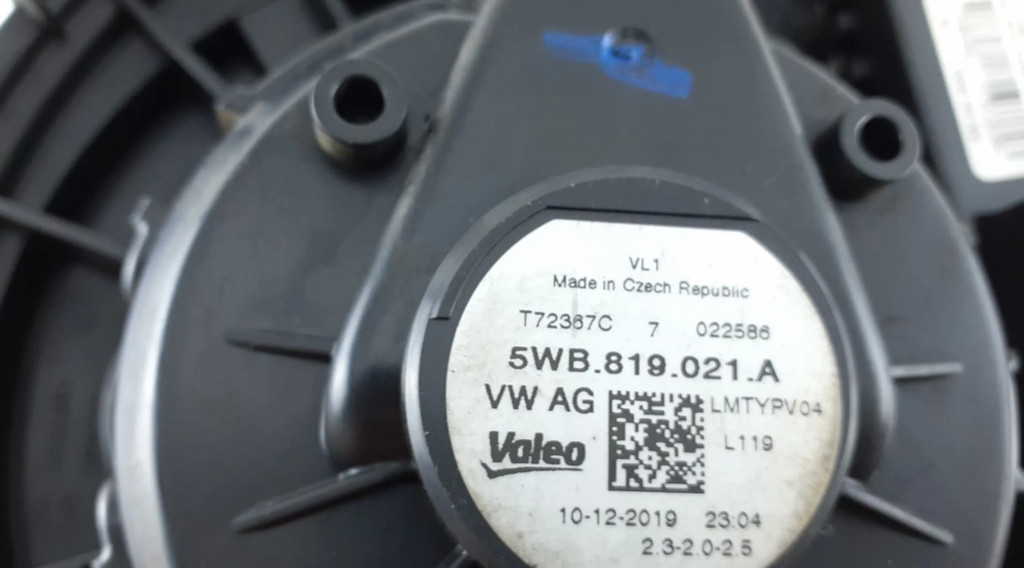 VL1
Made in Czech Republic
T72367C 7 022586
5WB.819.021.A
VW AG
LMTYPV04
L119
Valeo
10-12-2019 23:04
2.3-2.0-2.5